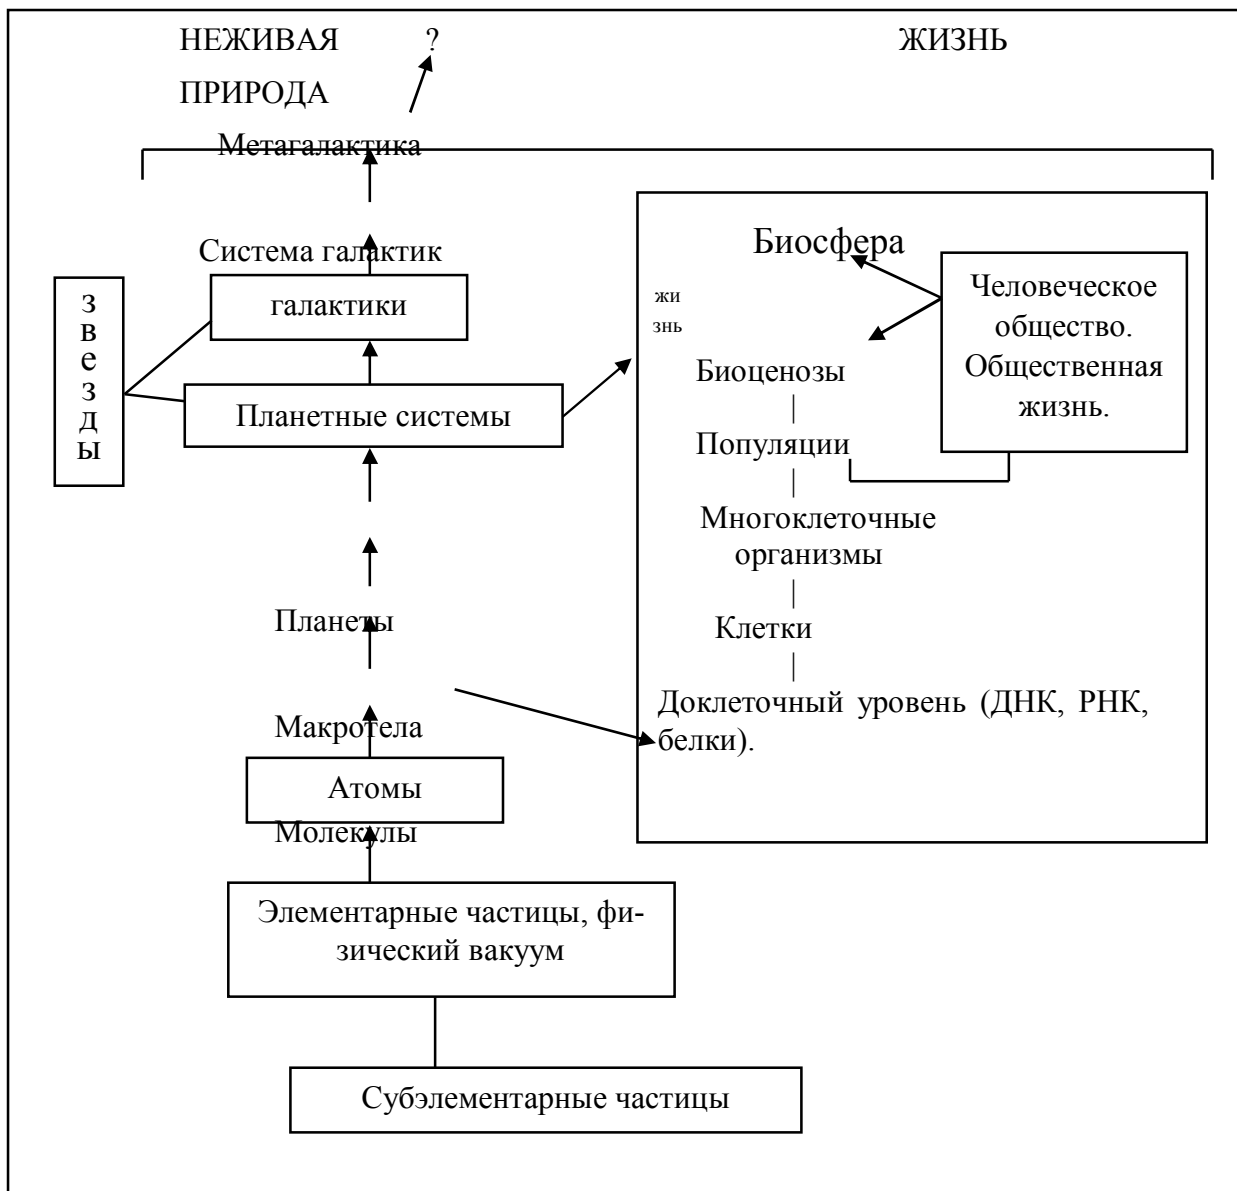 НЕЖИВАЯ ? ЖИЗНЬ
ПРИРОДА
Метагалактика
Система галактик
галактики
з
в
е
з
д
ы
Планетные системы
Планеты
Макротела
Атомы
Молекулы
Элементарные частицы, фи-
зический вакуум
Субэлементарные частицы
Биосфера
жи
знь
Человеческое
общество.
Общественная
жизнь.
Биоценозы
Популяции
Многоклеточные
организмы
Клетки
Доклеточный уровень (ДНК, РНК,
белки).